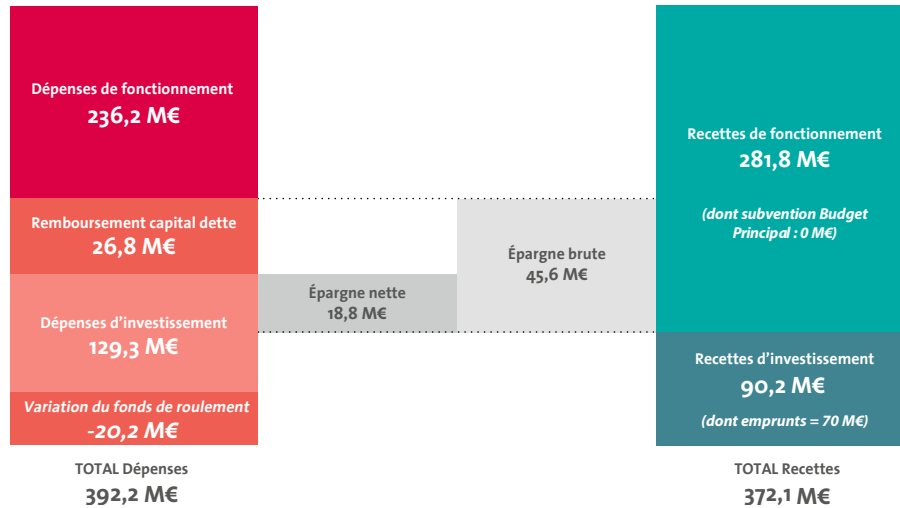 Dépenses de fonctionnement
236,2 M€
Remboursement capital dette
26,8 M€
Dépenses d'investissement
129,3 M€
Variation du fonds de roulement
-20,2 M€
TOTAL Dépenses
392,2 M€
Épargne nette
18,8 M€
Épargne brute
45,6 M€
Recettes de fonctionnement
281,8 M€
(dont subvention Budget
Principal : 0 M€)
Recettes d'investissement
90,2 M€
(dont emprunts = 70 M€)
TOTAL Recettes
372,1 M€